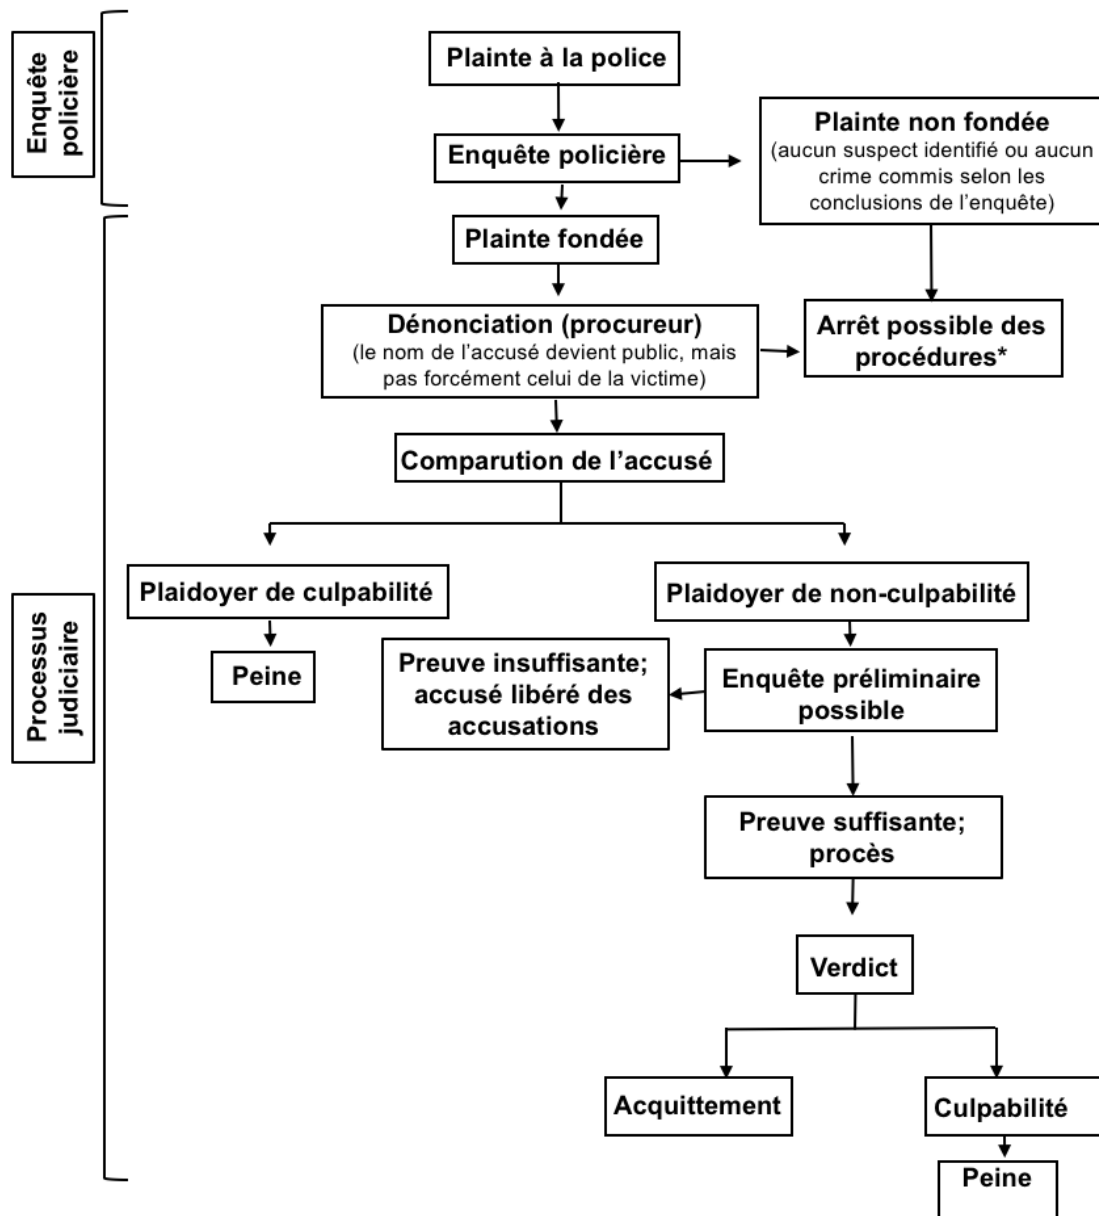 Enquête
policière
Plainte à la police
Enquête policière
Plainte non fondée
(aucun suspect identifié ou aucun
crime commis selon les
conclusions de l'enquête)
Processus
judiciaire
Plainte fondée
Dénonciation (procureur)
(le nom de l'accusé devient public, mais
pas forcément celui de la victime)
Arrêt possible des
procédures*
Comparution de l'accusé
Plaidoyer de culpabilité
Peine
Plaidoyer de non-culpabilité
Enquête préliminaire
possible
Preuve insuffisante;
accusé libéré des
accusations
Preuve suffisante;
procès
Verdict
Acquittement
Culpabilité
Peine